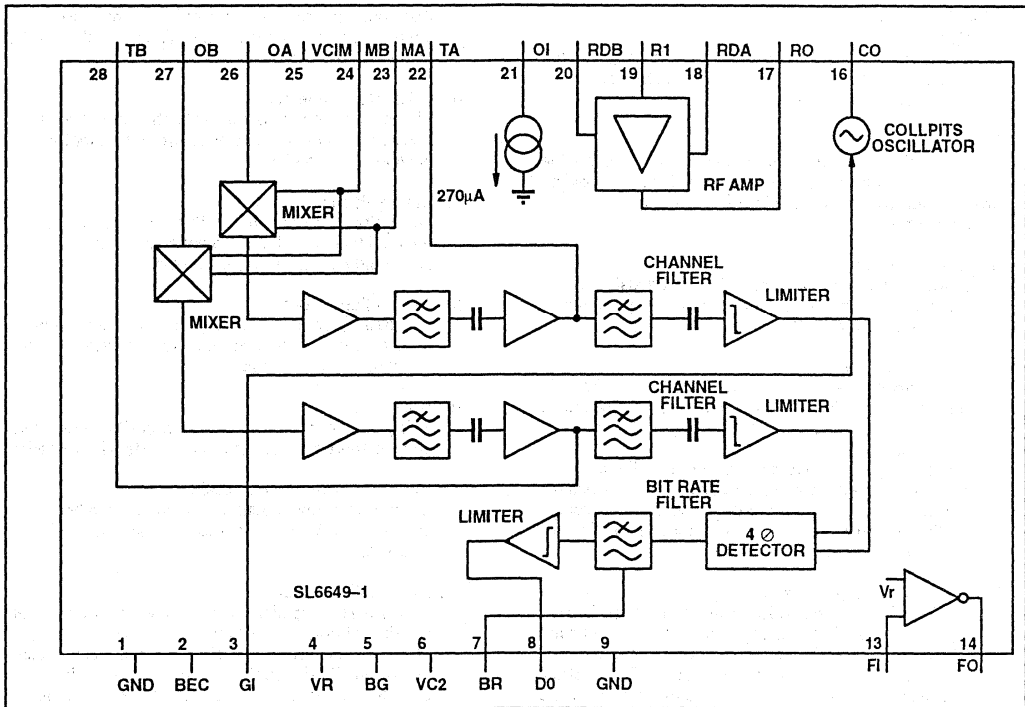 TB OB OA VCIM MB MA TA OI RDB R1 RDA RO CO
28 27 26 25 24 23 22 21 20 19 18 17 16
COLLPITS
OSCILLATOR
270µA
RF AMP
MIXER
MIXER
CHANNEL
FILTER
LIMITER
CHANNEL
FILTER
LIMITER
BIT RATE
FILTER
LIMITER
4 ∅
DETECTOR
SL6649–1
Vr
1 2 3 4 5 6 7 8 9 13 14
GND BEC GI VR BG VC2 BR D0 GND FI FO